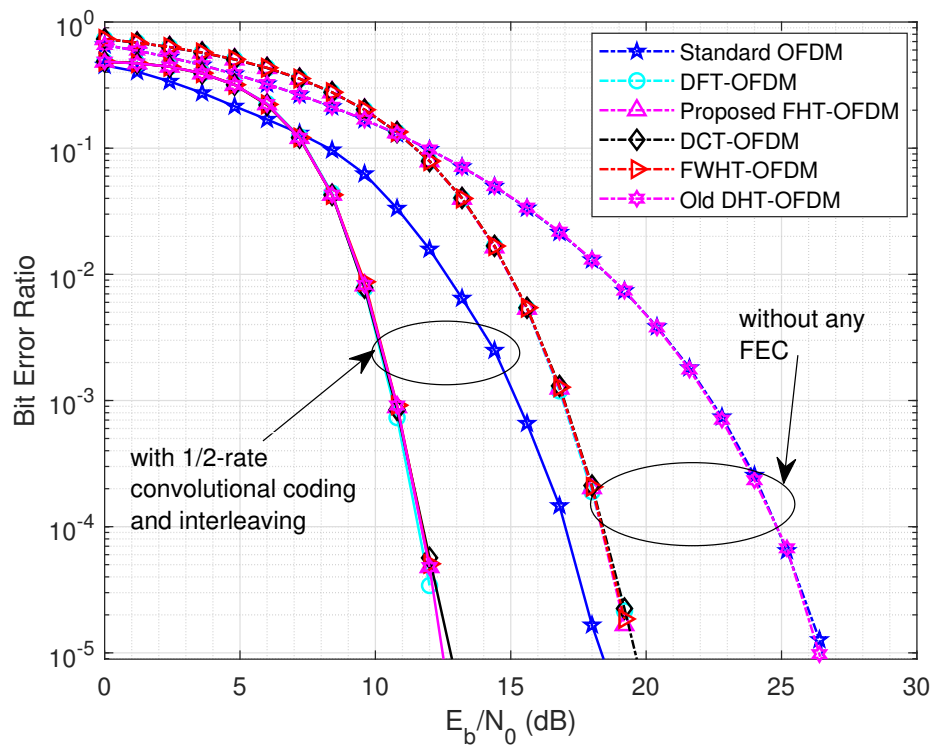 10^0
10^-1
10^-2
10^-3
10^-4
10^-5
Bit Error Ratio
0
5
10
15
20
25
30
E_b/N_0 (dB)
Standard OFDM
DFT-OFDM
Proposed FHT-OFDM
DCT-OFDM
FWHT-OFDM
Old DHT-OFDM
without any
FEC
with 1/2-rate
convolutional coding
and interleaving